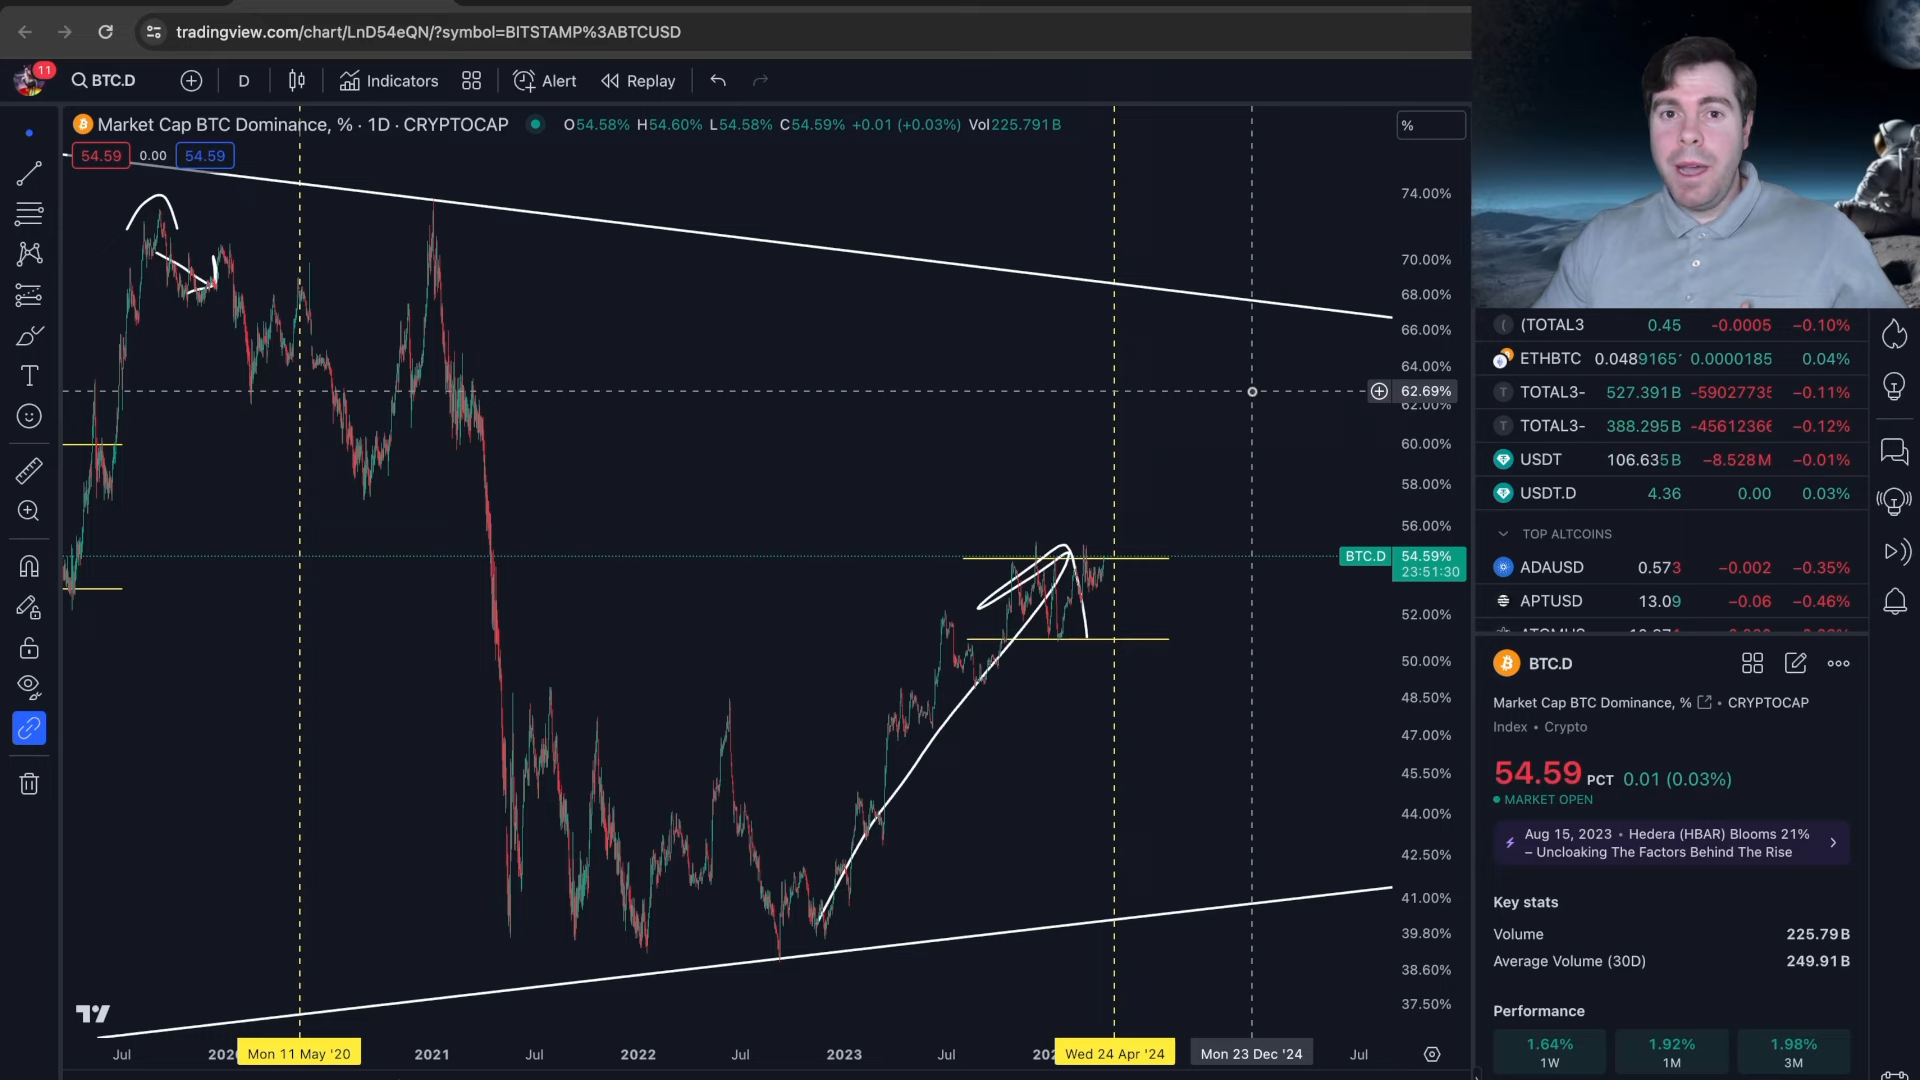 tradingview.com/chart/LnD54eQN/?symbol=BITSTAMP%3ABTCUSD
11
BTC.D
D
Indicators
Alert
Replay
Market Cap BTC Dominance, % · 1D · CRYPTOCAP
O54.58% H54.60% L54.58% C54.59% +0.01 (+0.03%) Vol225.791B
%
54.59 0.00 54.59
74.00%
70.00%
68.00%
66.00%
64.00%
62.69%
62.00%
60.00%
58.00%
56.00%
BTC.D 54.59%
23:51:30
52.00%
50.00%
48.50%
47.00%
45.50%
44.00%
42.50%
41.00%
39.80%
38.60%
37.50%
Jul
Mon 11 May '20
2021
Jul
2022
Jul
2023
Jul
Wed 24 Apr '24
Mon 23 Dec '24
Jul
(TOTAL3 0.45 -0.0005 -0.10%
ETHBTC 0.0489165 0.0000185 0.04%
TOTAL3- 527.391B -5902773 -0.11%
TOTAL3- 388.295B -4561236 -0.12%
USDT 106.635B -8.528M -0.01%
USDT.D 4.36 0.00 0.03%
TOP ALTCOINS
ADAUSD 0.573 -0.002 -0.35%
APTUSD 13.09 -0.06 -0.46%
BTC.D
Market Cap BTC Dominance, % • CRYPTOCAP
Index • Crypto
54.59 PCT 0.01 (0.03%)
MARKET OPEN
Aug 15, 2023 • Hedera (HBAR) Blooms 21%
– Uncloaking The Factors Behind The Rise
Key stats
Volume 225.79B
Average Volume (30D) 249.91B
Performance
1.64% 1.92% 1.98%
1W 1M 3M